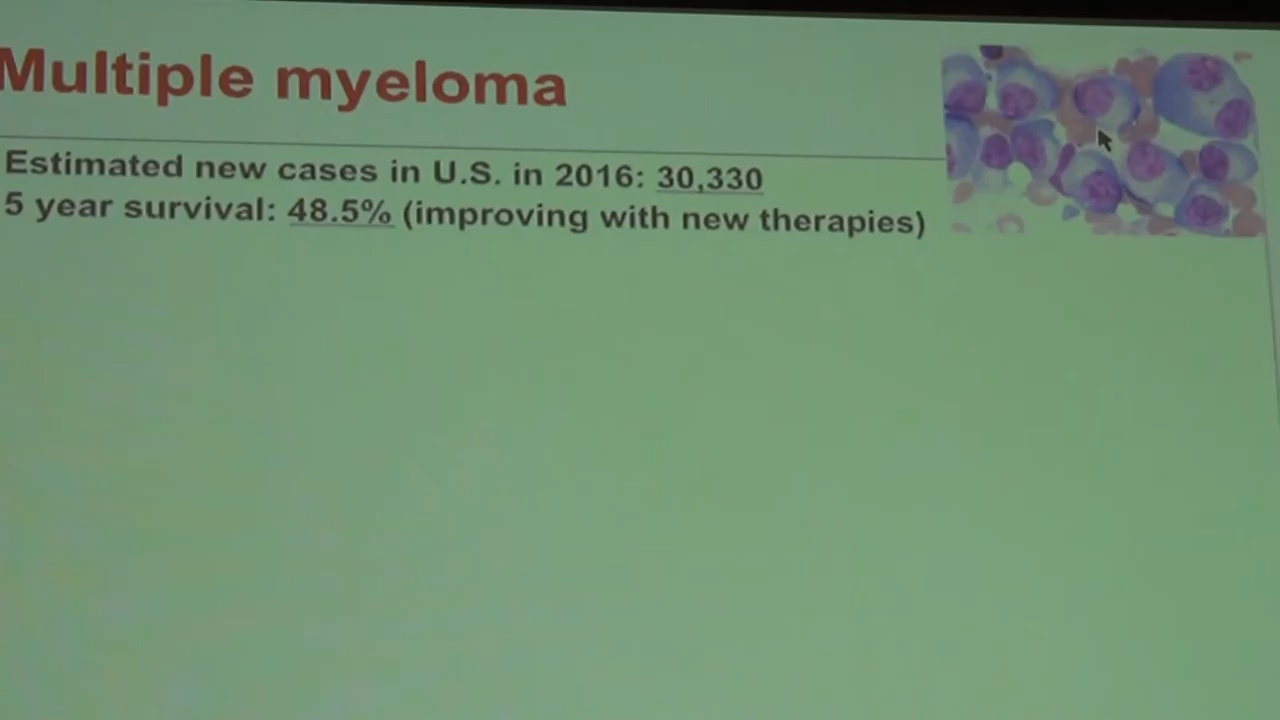 Multiple myeloma
Estimated new cases in U.S. in 2016: 30,330
5 year survival: 48.5% (improving with new therapies)